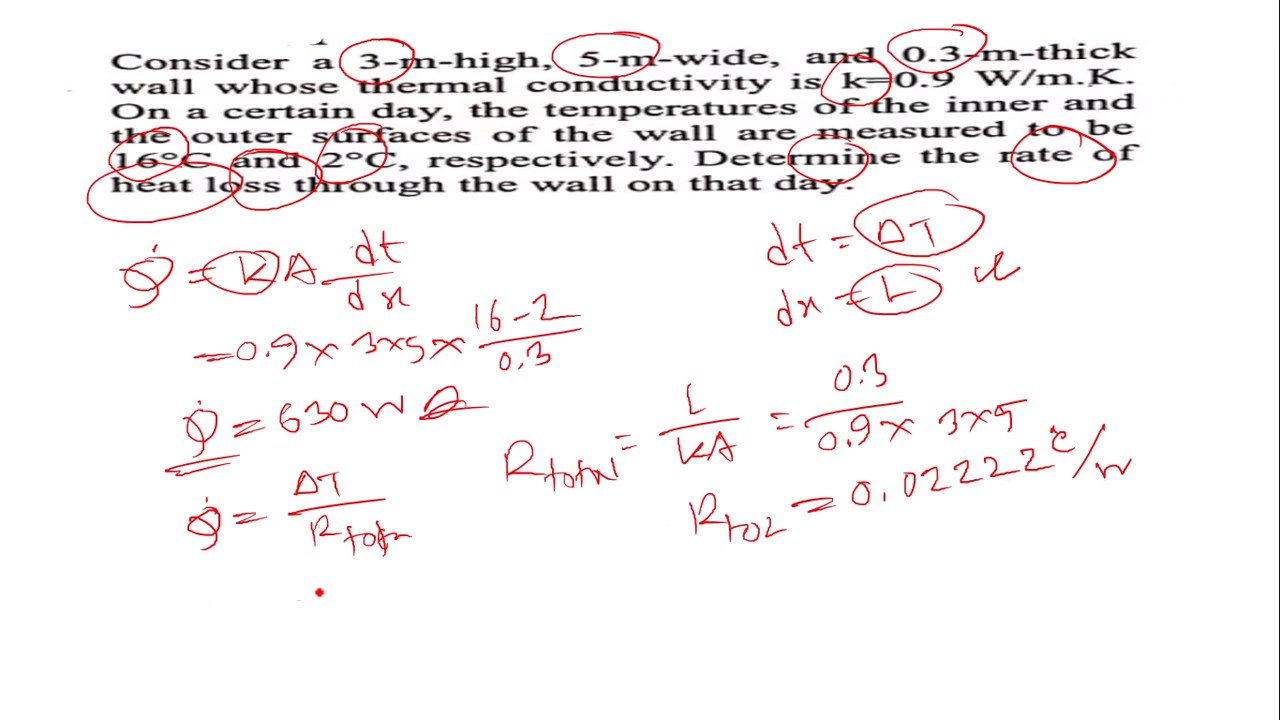 Consider a 3-m-high, 5-m-wide, and 0.3-m-thick
wall whose thermal conductivity is k=0.9 W/m.K.
On a certain day, the temperatures of the inner and
the outer surfaces of the wall are measured to be
16°C and 2°C, respectively. Determine the rate of
heat loss through the wall on that day.
Q̇ = KA dt/dx
= 0.9 × 3×5 × 16-2/0.3
Q̇ = 630 W
Q̇ = ΔT/R
dt = ΔT
dx = L
= L/KA = 0.3/0.9 × 3×5
= 0.02222 °c/w